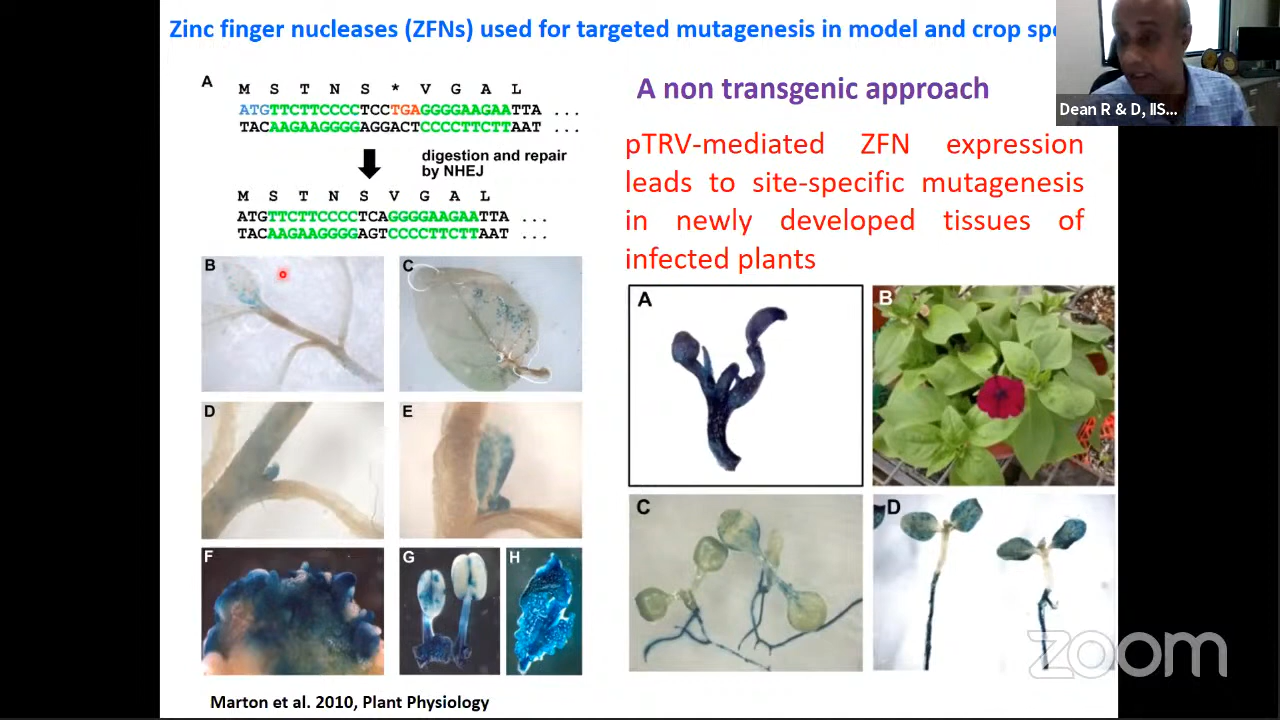 Zinc finger nucleases (ZFNs) used for targeted mutagenesis in model and crop spe
Dean R & D, IIS...
A
M S T N S * V G A L
ATGTTCTTCCCCTCCTGAGGGGAAGAATTA ...
TACAAGAAGGGGAGGACTCCCCTTCTTAAT ...
digestion and repair
by NHEJ
M S T N S V G A L
ATGTTCTTCCCCTCAGGGGAAGAATTA ...
TACAAGAAGGGGAGTCCCCTTCTTAAT ...
B
C
D
E
F
G
H
Marton et al. 2010, Plant Physiology
A non transgenic approach
pTRV-mediated ZFN expression
leads to site-specific mutagenesis
in newly developed tissues of
infected plants
A
B
C
D
zoom